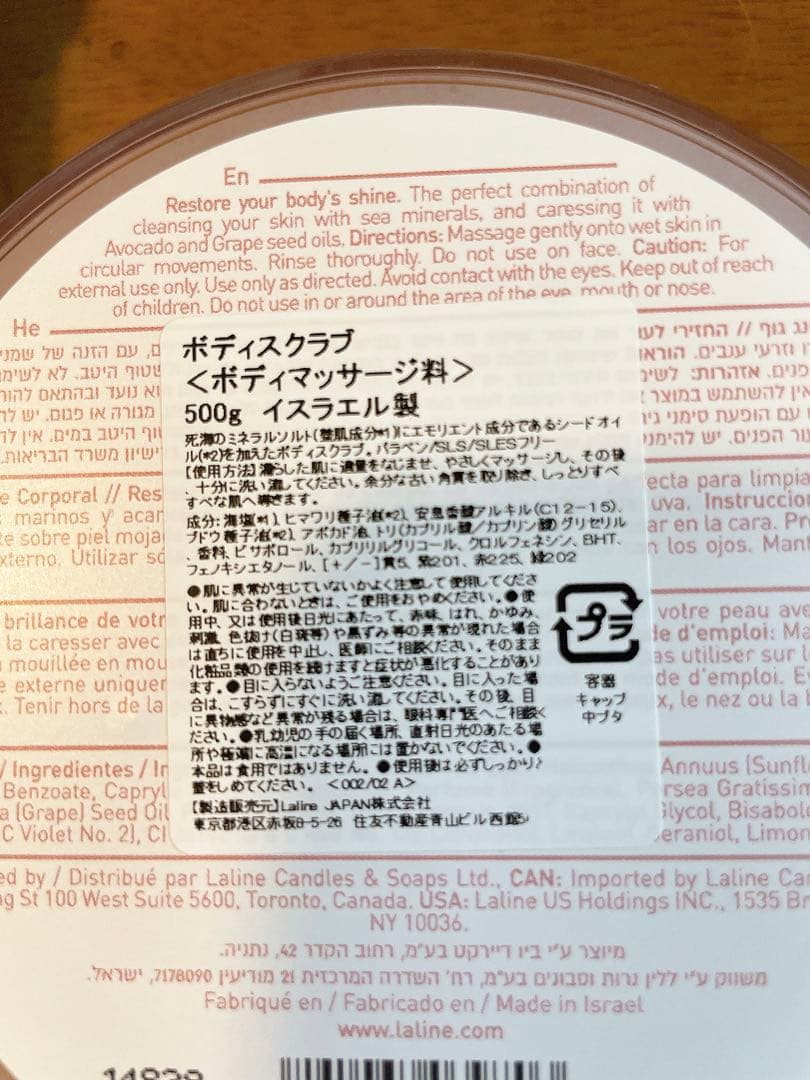 En
Restore your body's shine. The perfect combination of
cleansing your skin with sea minerals, and caressing it with
Avocado and Grape seed oils. Directions: Massage gently onto wet skin in
circular movements. Rinse thoroughly. Do not use on face. Caution: For
external use only. Use only as directed. Avoid contact with the eyes. Keep out of reach
of children. Do not use in or around the area of the eye, mouth or nose.
He
ボディスクラブ
＜ボディマッサージ料＞
500g イスラエル製
死海のミネラルソルト(整肌成分*1)にエモリエント成分であるシードオイ
ル(*2)を加えたボディスクラブ。パラベン/SLS/SLESフリー
【使用方法】濡らした肌に適量をなじませ、やさしくマッサージし、その後
、十分に洗い流してください。余分な古い角質を取り除き、しっとりすべ
すべな肌へ導きます。
成分:海塩*1、ヒマワリ種子油*2、安息香酸アルキル(C12-15)、
ブドウ種子油*2、アボカド油、トリ(カプリル酸/カプリン酸)グリセリル
、香料、ビサボロール、カプリリルグリコール、クロルフェネシン、BHT、
フェノキシエタノール、[+/-]黄5、紫201、赤225、緑202
●肌に異常が生じていないかよく注意して使用してくださ
い。肌に合わないときは、ご使用をおやめください。●使
用中、又は使用後日光にあたって、赤味、はれ、かゆみ、
刺激、色抜け(白斑等)や黒ずみ等の異常が現れた場合
は直ちに使用を中止し、医師にご相談ください。そのまま
化粧品類の使用を続けますと症状が悪化することがあり
ます。●目に入らないようご注意ください。目に入った場
合は、こすらずにすぐに洗い流してください。その後、目
に異物感など異常が残る場合は、眼科専門医へご相談く
ださい。●乳幼児の手の届く場所、直射日光のあたる場
所や極端に高温になる場所には置かないでください。●
本品は食用ではありません。●使用後は必ずしっかりと
蓋をしめてください。＜002/02 A＞
【製造販売元】Laline JAPAN株式会社
東京都港区赤坂8-5-26 住友不動産青山ビル西館5
プラ
容器
キャップ
中ブタ
e Corporal // Res
ecta para limpia
s marinos y acar
uva. Instruccio
te sobre piel moja
ar en la cara. Pr
xterno. Utilizar só
n los ojos. Mant
brillance de votr
votre peau ave
la caresser avec
de d'emploi: Ma
mouillée en mou
as utiliser sur l
e externe uniquer
de d'emploi. E
. Tenir hors de la
x, le nez ou la
/ Ingredientes / In
Annuus (Sunfl
Benzoate, Capryl
Persea Gratissim
a (Grape) Seed Oil
Glycol, Bisabol
C Violet No. 2), CI
eraniol, Limon
ed by / Distribué par Laline Candles & Soaps Ltd., CAN: Imported by Laline Ca
ng St 100 West Suite 5600, Toronto, Canada. USA: Laline US Holdings INC., 1535 Br
NY 10036.
מיוצר ע"י ביו דיירקט בע"מ, רחוב הקדר 42, נתניה.
משווק ע"י ללין נרות וסבונים בע"מ, רח' השדרה המרכזית 21 מודיעין 7178090, ישראל.
Fabriqué en / Fabricado en / Made in Israel
www.laline.com